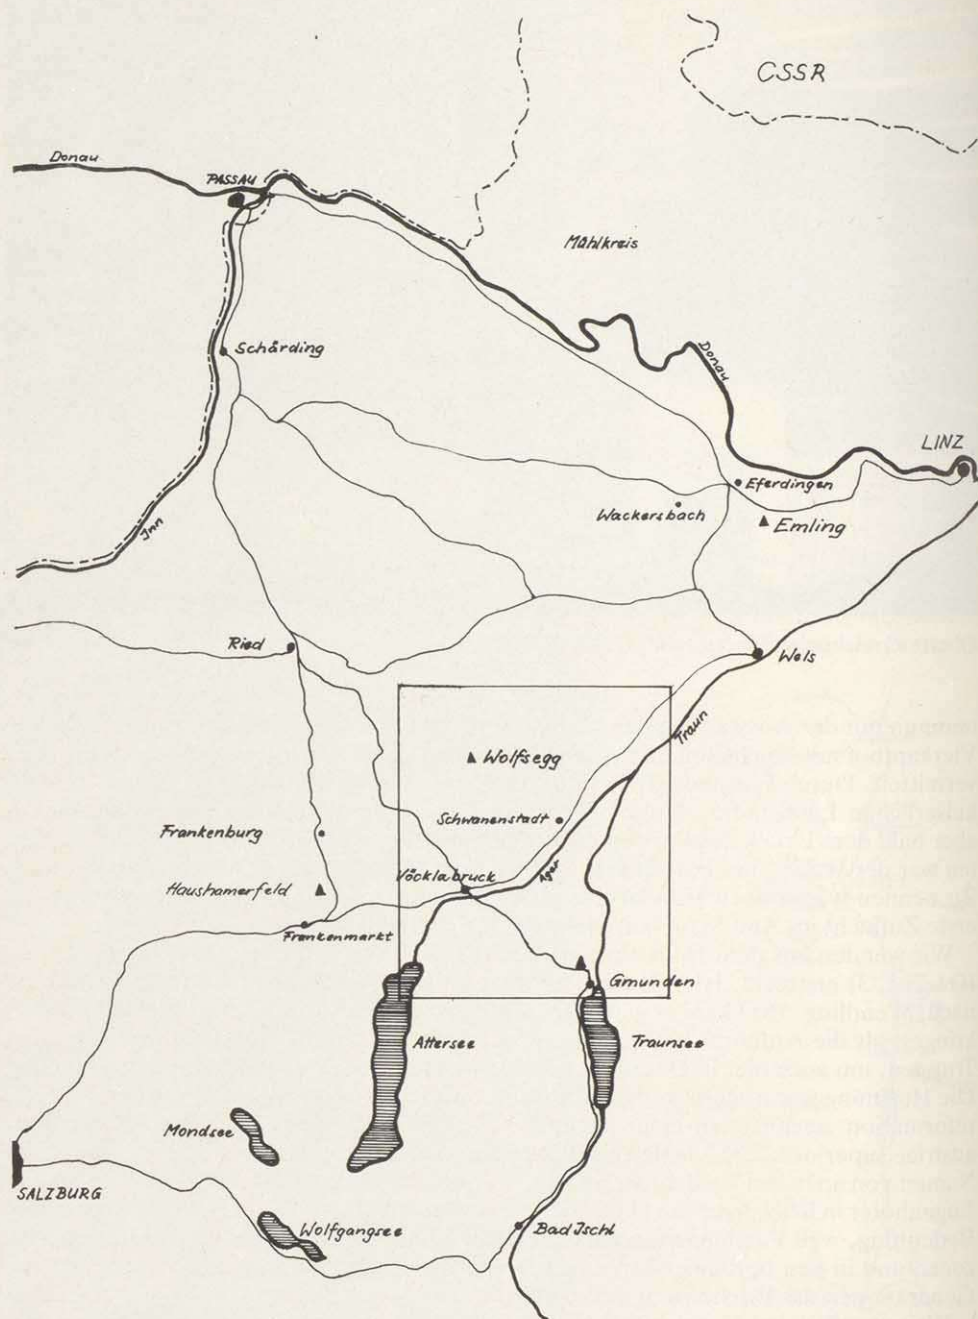 CSSR
Donau
PASSAU
Mühlkreis
Schärding
Donau
LINZ
Eferdingen
Wackersbach
Emling
Inn
Ried
Wels
Traun
Wolfsegg
Schwanenstadt
Frankenburg
Ager
Vöcklabruck
Haushamerfeld
Frankenmarkt
Gmunden
Attersee
Traunsee
Mondsee
SALZBURG
Wolfgangsee
Bad Ischl